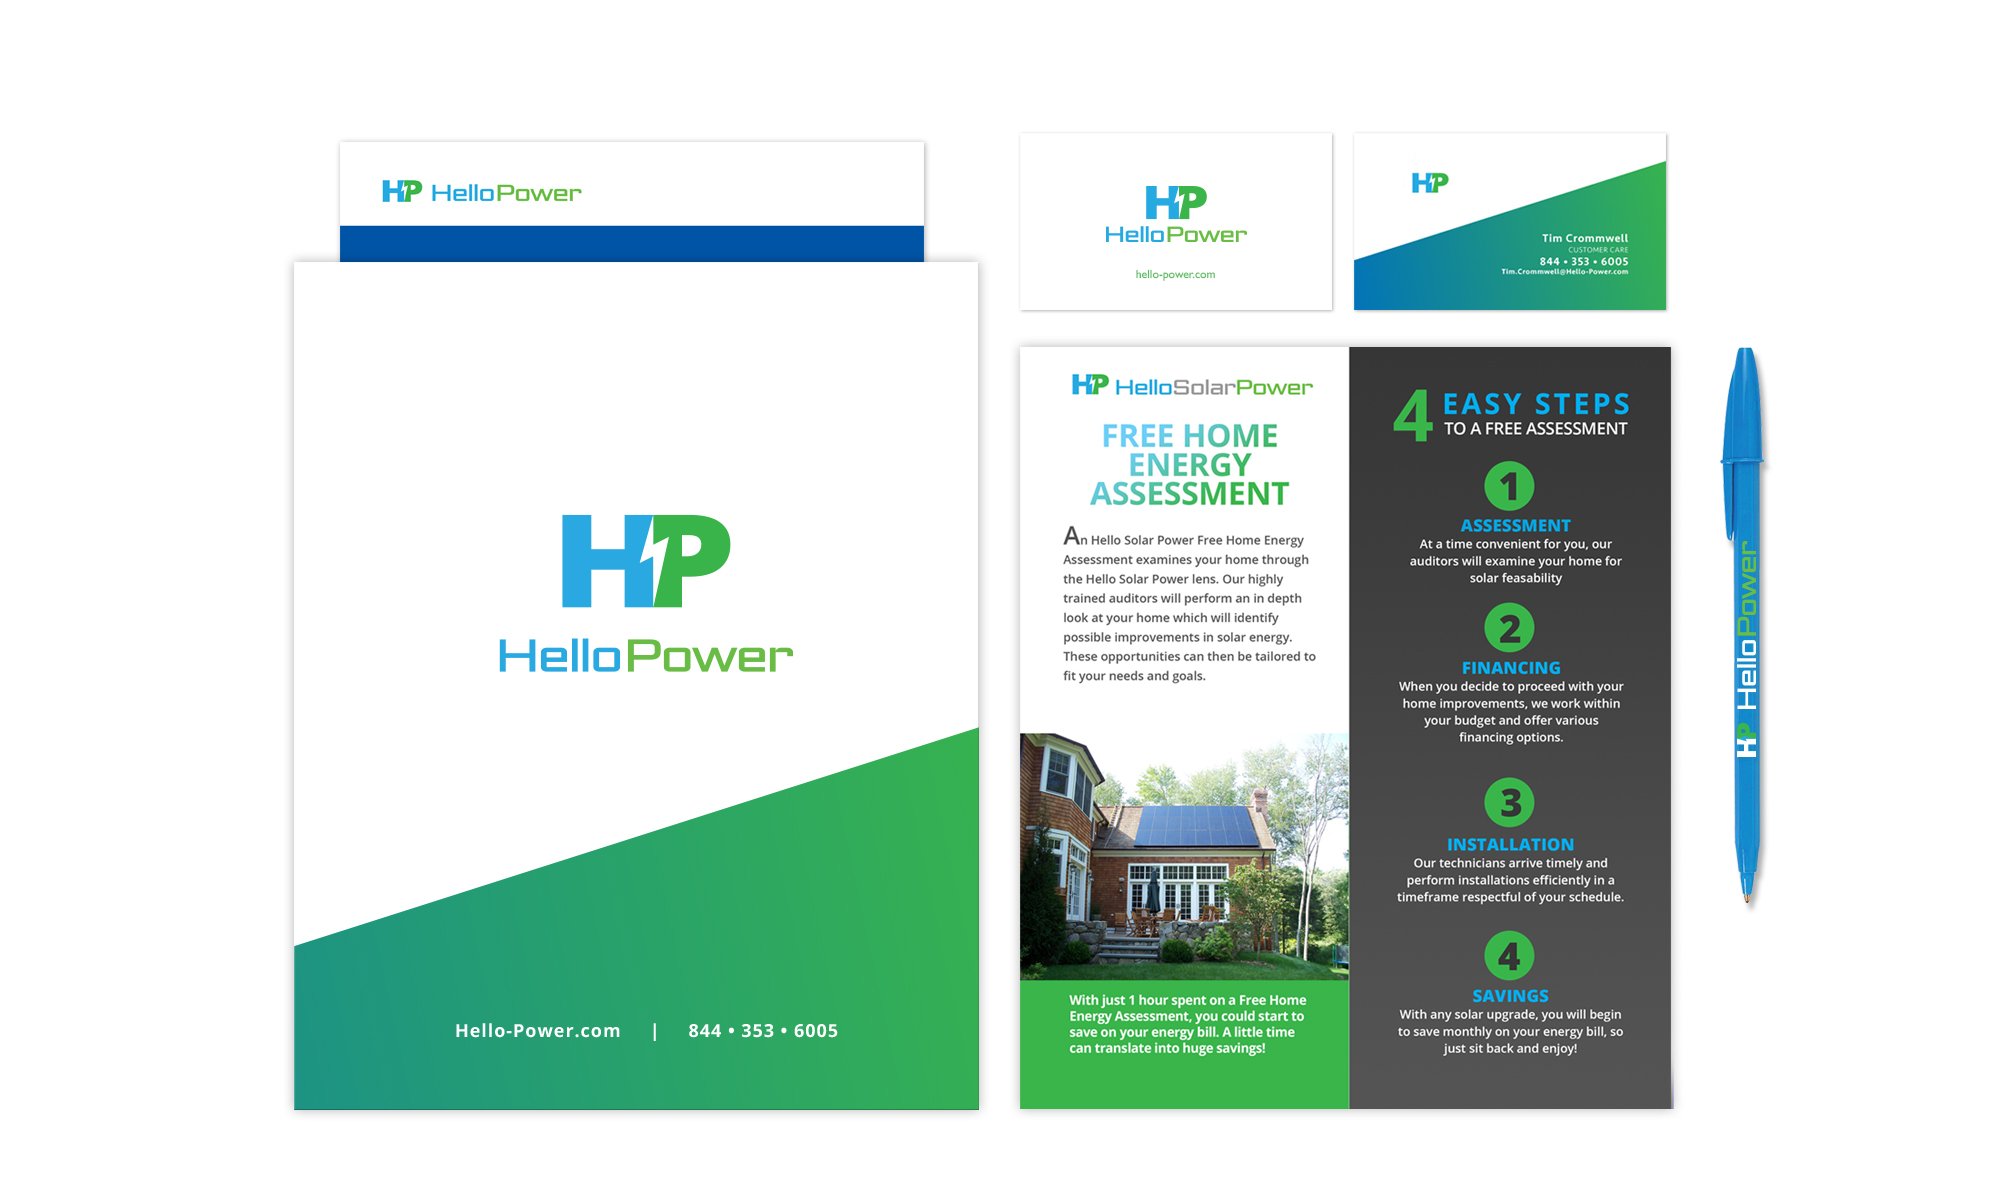 HP HelloPower
HP
HelloPower
Hello-Power.com | 844 • 353 • 6005
HP
HelloPower
hello-power.com
HP
Tim Crommwell
CUSTOMER CARE
844 • 353 • 6005
Tim.Crommwell@Hello-Power.com
HP HelloSolarPower
FREE HOME
ENERGY
ASSESSMENT
An Hello Solar Power Free Home Energy
Assessment examines your home through
the Hello Solar Power lens. Our highly
trained auditors will perform an in depth
look at your home which will identify
possible improvements in solar energy.
These opportunities can then be tailored to
fit your needs and goals.
With just 1 hour spent on a Free Home
Energy Assessment, you could start to
save on your energy bill. A little time
can translate into huge savings!
4 EASY STEPS
TO A FREE ASSESSMENT
1
ASSESSMENT
At a time convenient for you, our
auditors will examine your home for
solar feasability
2
FINANCING
When you decide to proceed with your
home improvements, we work within
your budget and offer various
financing options.
3
INSTALLATION
Our technicians arrive timely and
perform installations efficiently in a
timeframe respectful of your schedule.
4
SAVINGS
With any solar upgrade, you will begin
to save monthly on your energy bill, so
just sit back and enjoy!
HP HelloPower